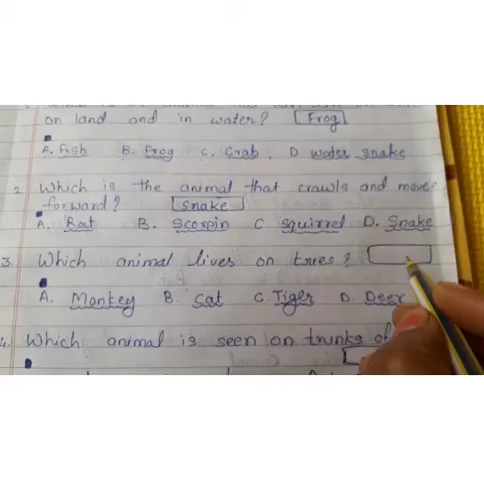 on land and in water? Frog
A. Fish B. Frog C. Crab. D water snake
2. Which is the animal that crawls and moves
forward? snake
A. Rat B. Scorpin C. squirrel D. Snake
3. Which animal lives on trues?
A. Monkey B. cat C. Tiger D. Deer
4. Which animal is seen on trunks of